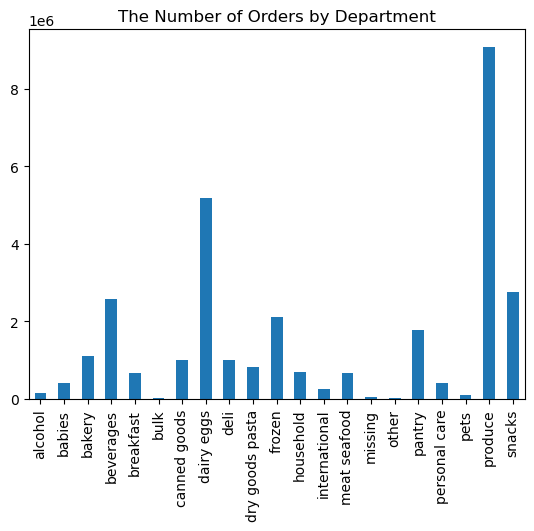 The Number of Orders by Department
1e6
8
6
4
2
0
alcohol
babies
bakery
beverages
breakfast
bulk
canned goods
dairy eggs
deli
dry goods pasta
frozen
household
international
meat seafood
missing
other
pantry
personal care
pets
produce
snacks